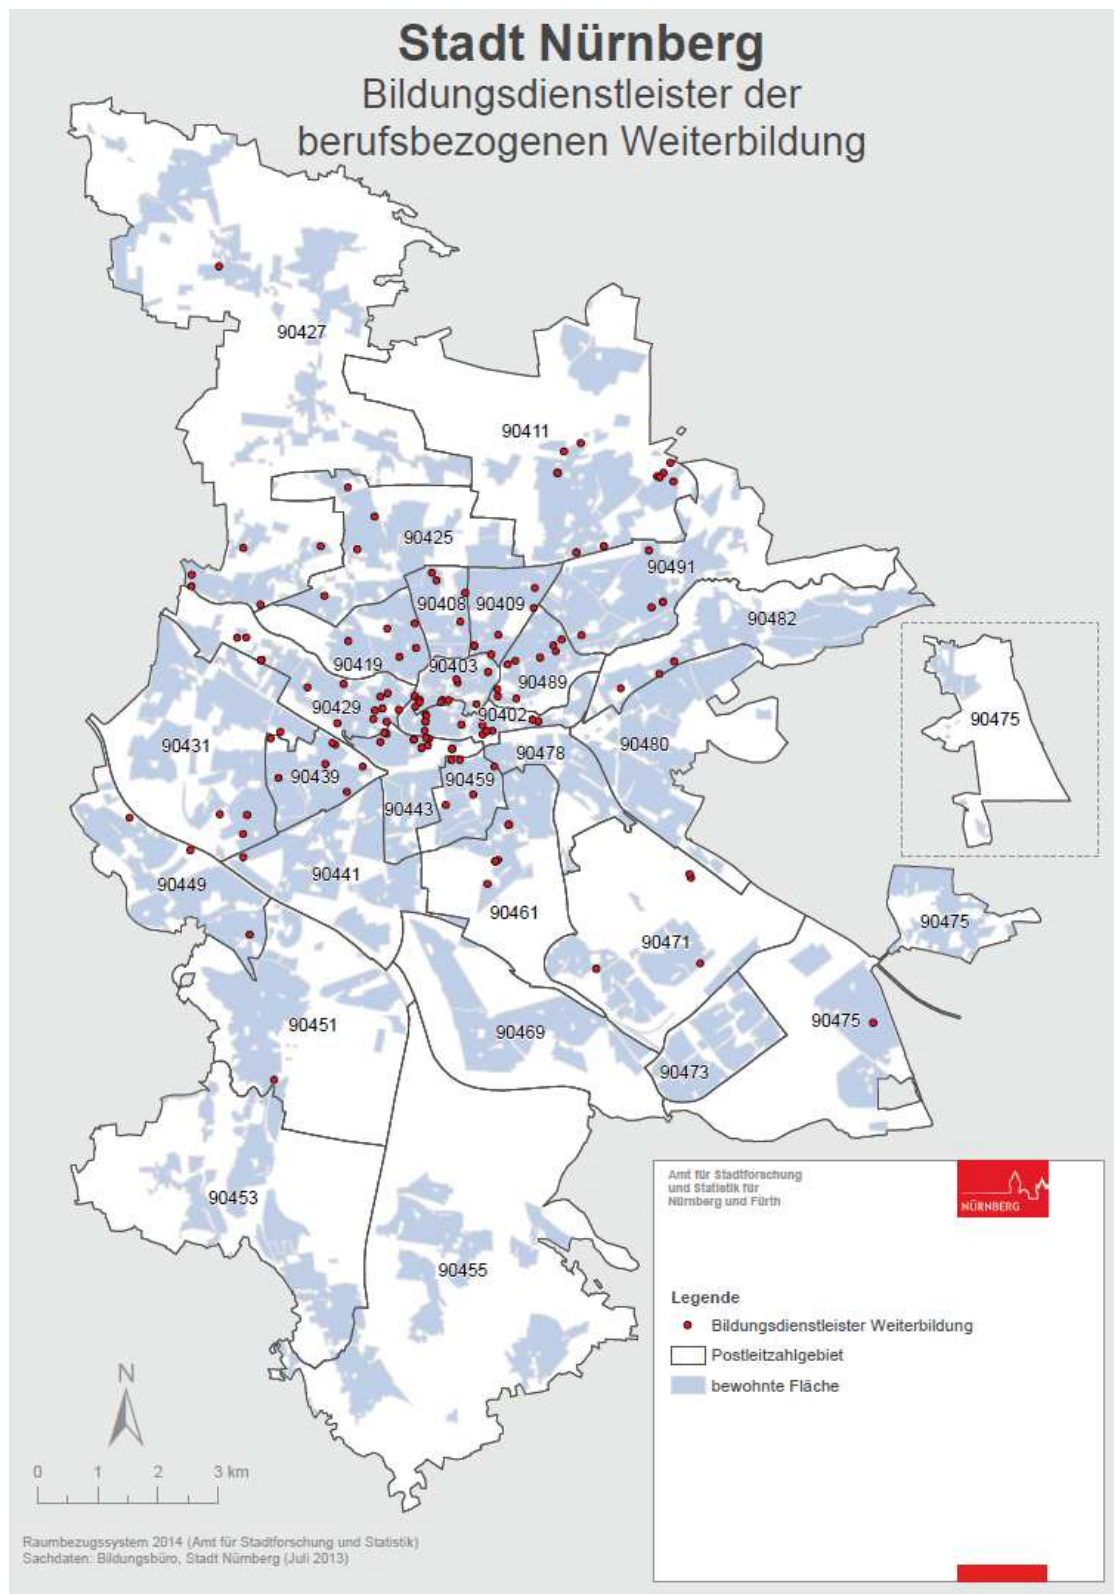 Stadt Nürnberg
Bildungsdienstleister der
berufsbezogenen Weiterbildung
90427
90411
90425
90491
90408 90409
90482
90419
90403
90489
90429
90402
90475
90431
90478
90480
90439
90459
90443
90441
90449
90461
90475
90471
90451
90475
90469
90473
90453
90455
Amt für Stadtforschung
und Statistik für
Nürnberg und Fürth
NÜRNBERG
Legende
Bildungsdienstleister Weiterbildung
Postleitzahlgebiet
bewohnte Fläche
N
0 1 2 3 km
Raumbezugssystem 2014 (Amt für Stadtforschung und Statistik)
Sachdaten: Bildungsbüro, Stadt Nürnberg (Juli 2013)